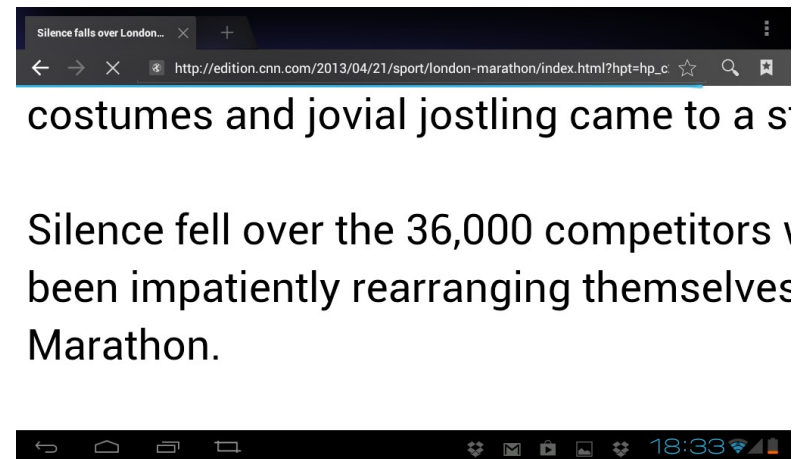 Silence falls over London...
http://edition.cnn.com/2013/04/21/sport/london-marathon/index.html?hpt=hp_c
costumes and jovial jostling came to a st
Silence fell over the 36,000 competitors w
been impatiently rearranging themselves
Marathon.
18:33